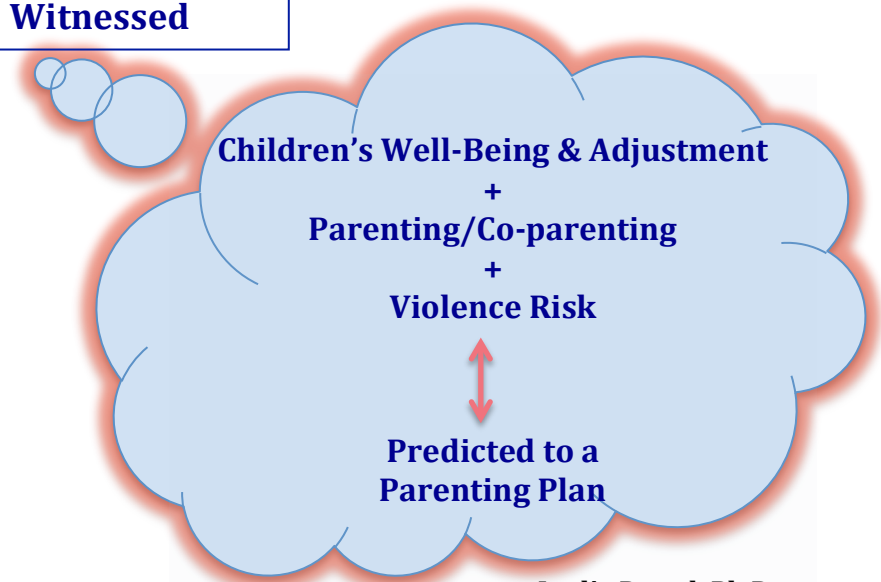 Witnessed
Children’s Well-Being & Adjustment
+
Parenting/Co-parenting
+
Violence Risk
Predicted to a
Parenting Plan